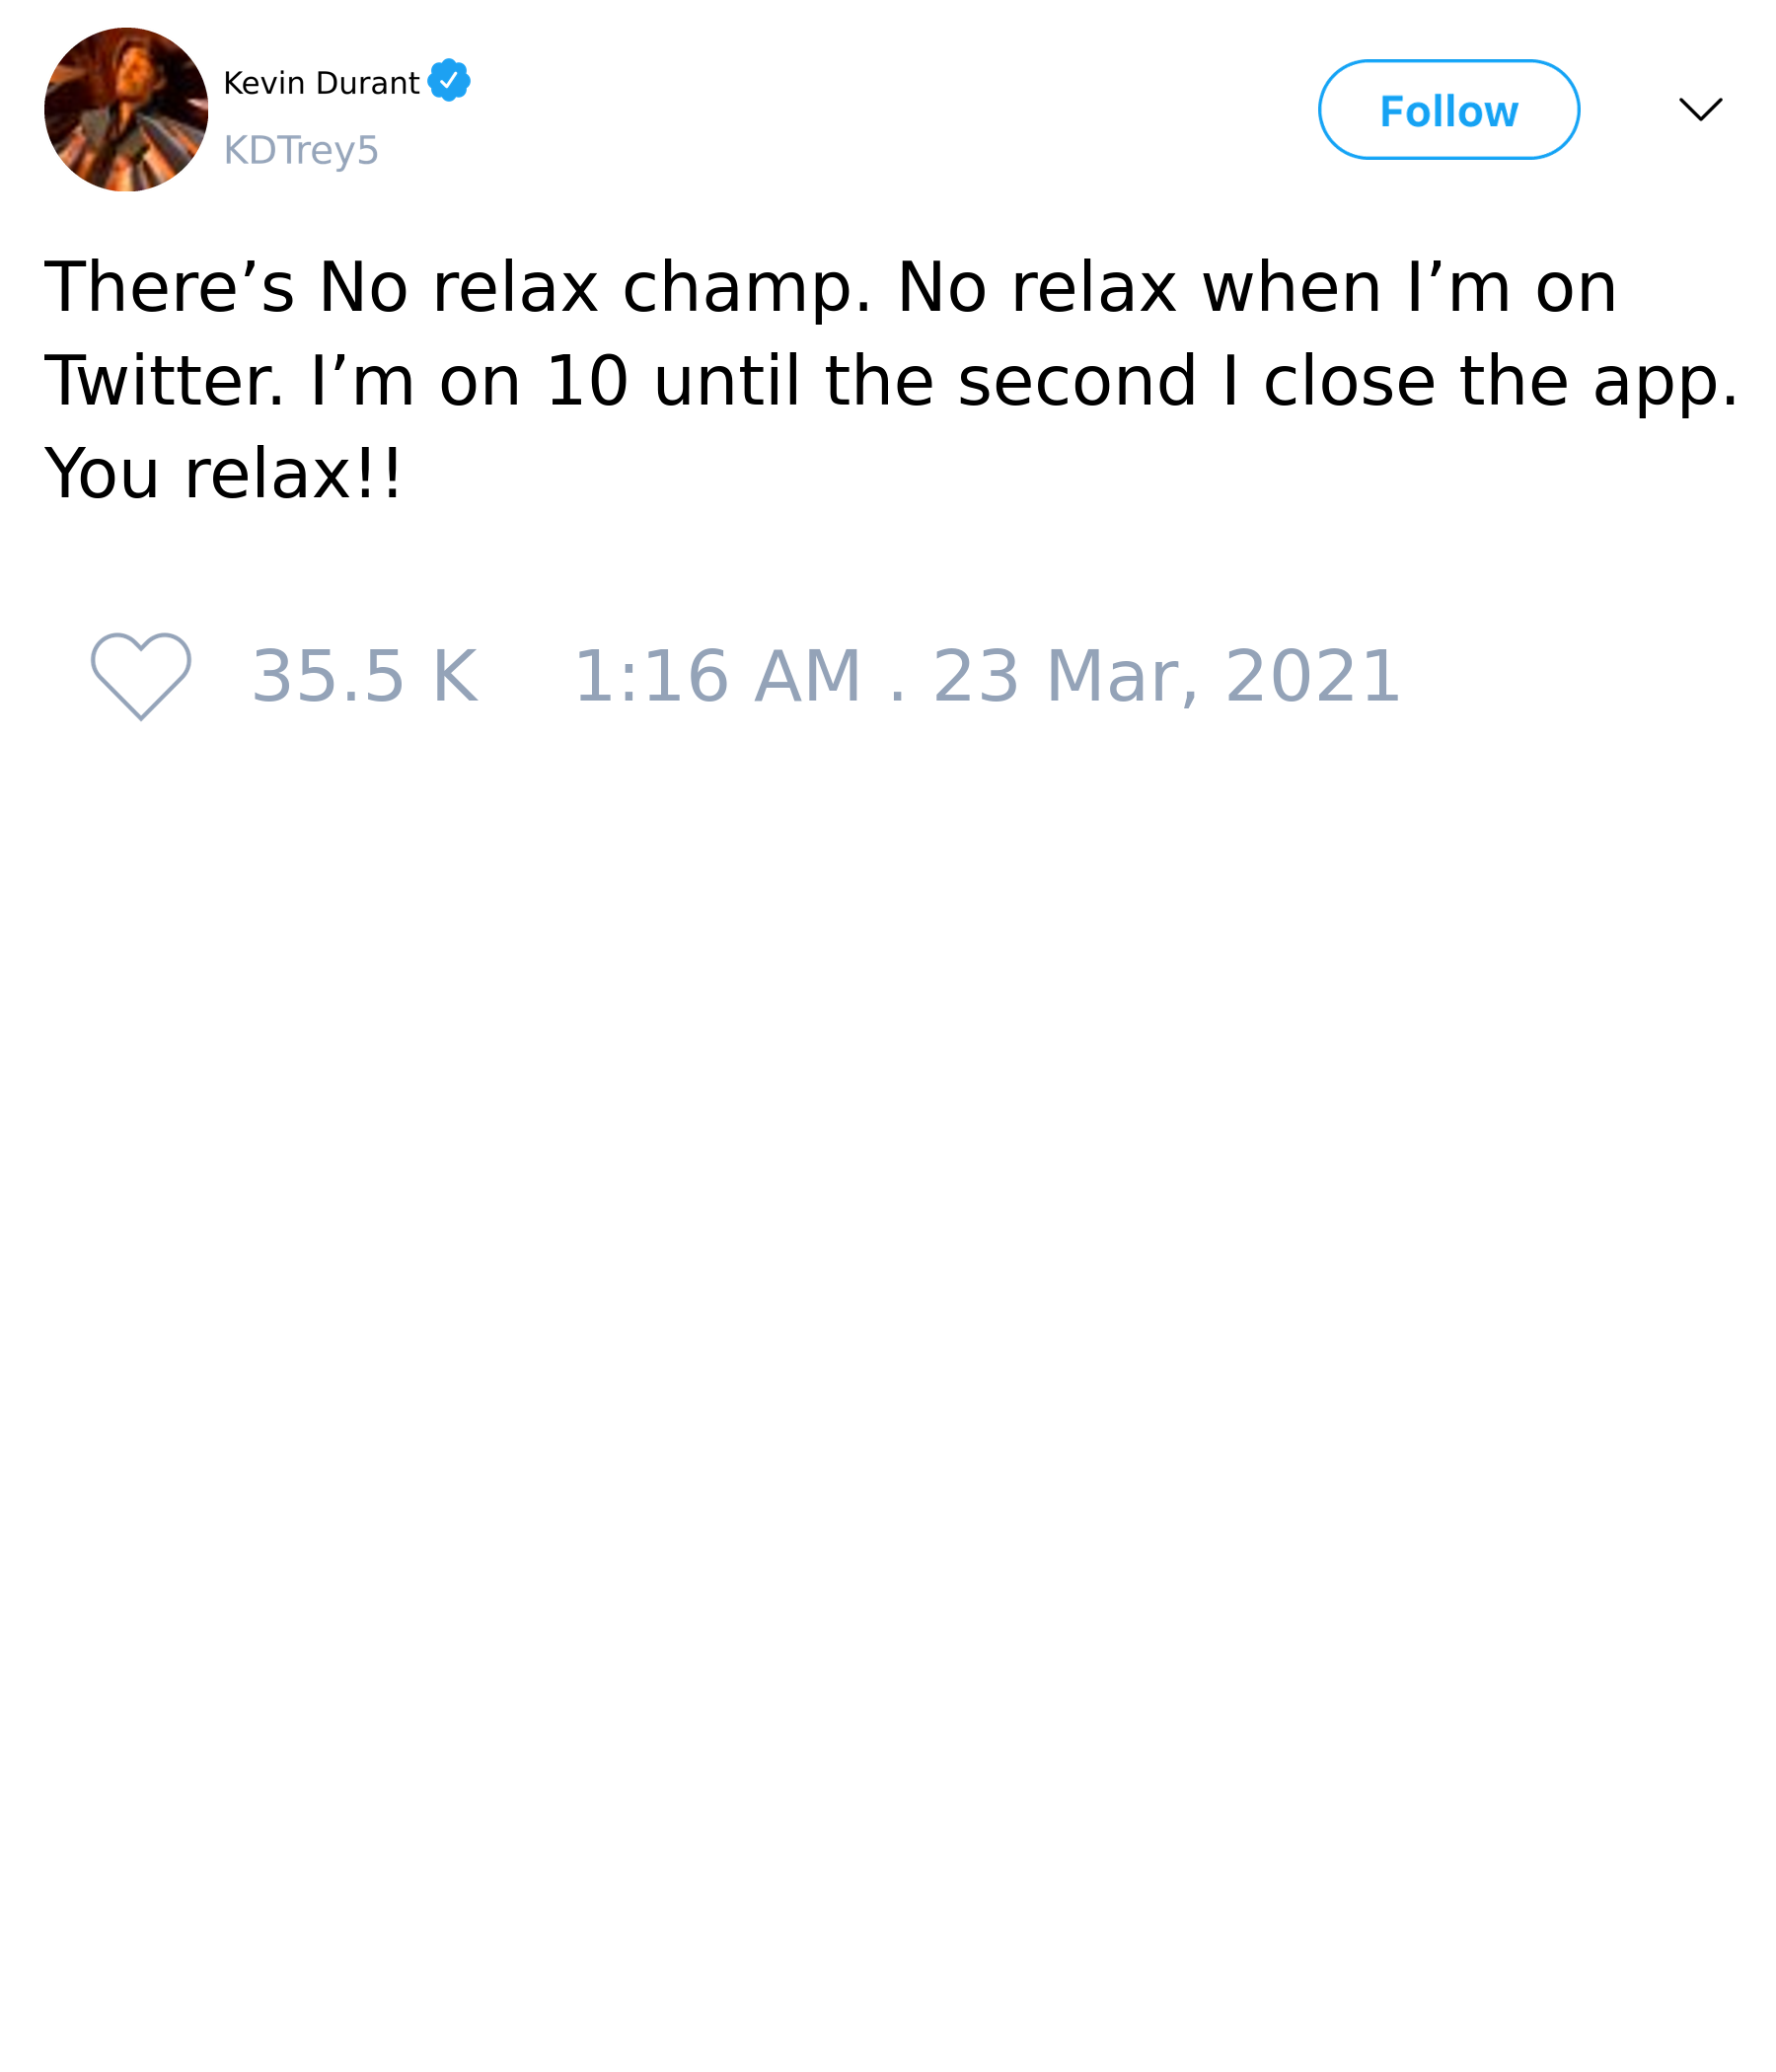 Kevin Durant
KDTrey5
Follow
There’s No relax champ. No relax when I’m on
Twitter. I’m on 10 until the second I close the app.
You relax!!
35.5 K 1:16 AM . 23 Mar, 2021